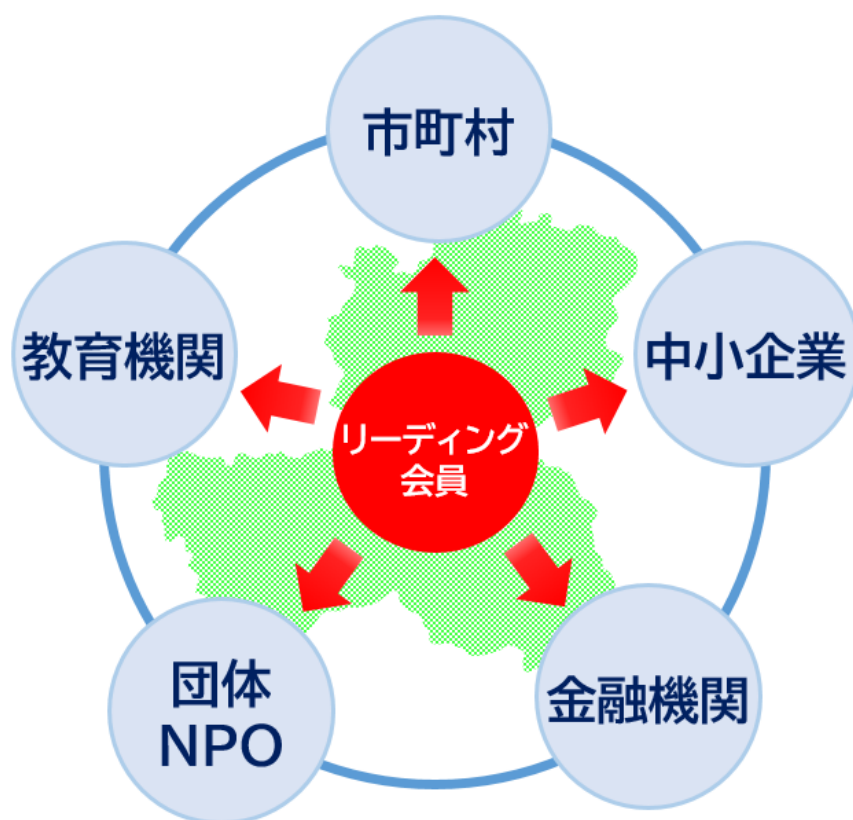 市町村
教育機関
中小企業
リーディング
会員
団体
NPO
金融機関